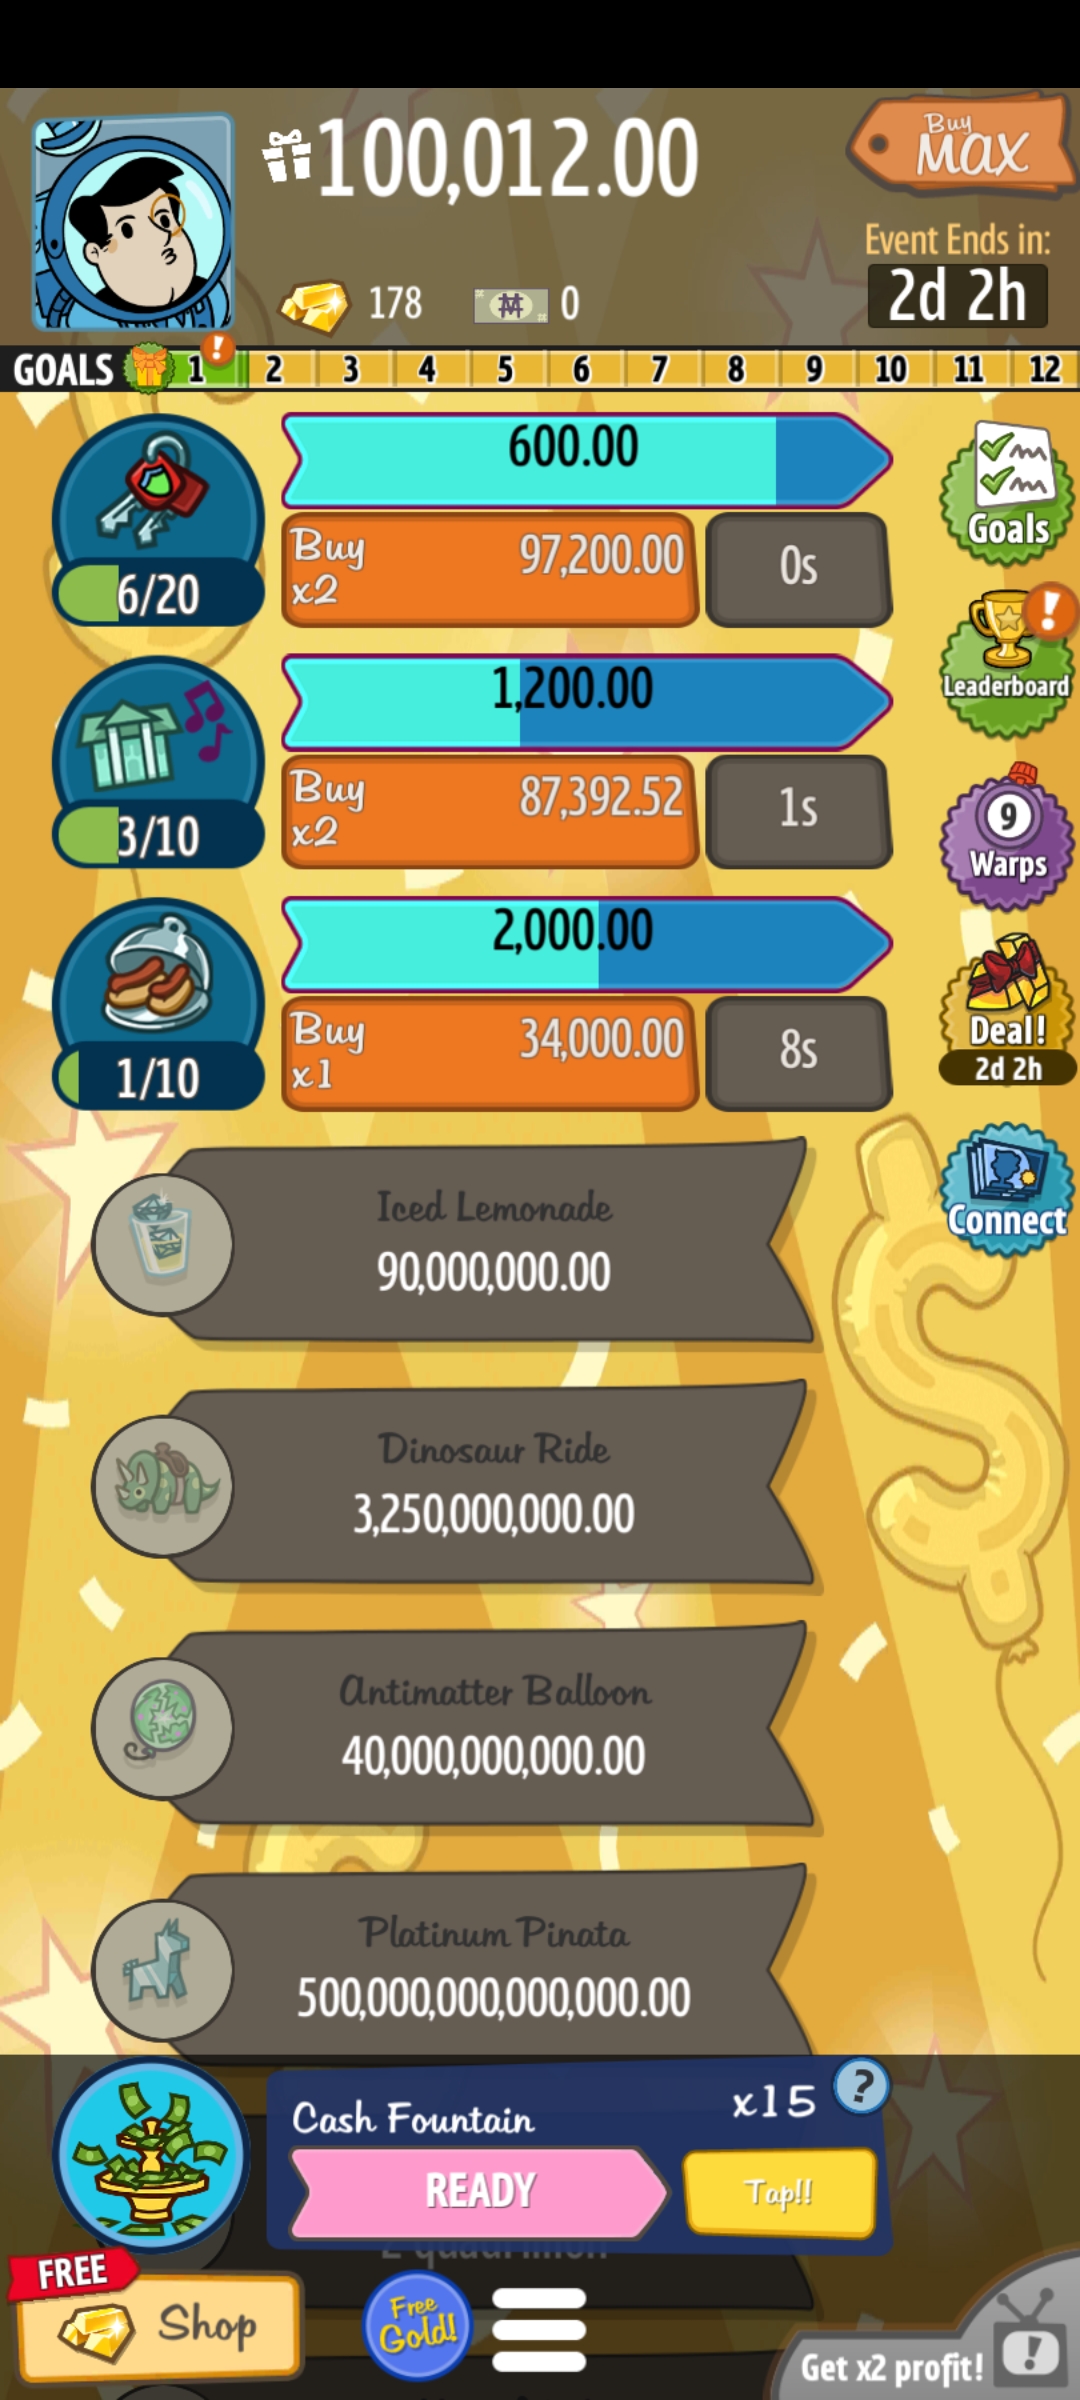 100,012.00
Buy
MAX
Event Ends in:
178
0
2d 2h
GOALS 1 ! 2 3 4 5 6 7 8 9 10 11 12
600.00
Buy
x2
97,200.00
0s
6/20
Goals
1,200.00
Buy
x2
87,392.52
1s
3/10
!
Leaderboard
9
Warps
2,000.00
Buy
x1
34,000.00
8s
1/10
Deal!
2d 2h
Connect
Iced Lemonade
90,000,000.00
Dinosaur Ride
3,250,000,000.00
Antimatter Balloon
40,000,000,000.00
Platinum Pinata
500,000,000,000,000.00
Cash Fountain
x15
?
READY
Tap!!
FREE
Shop
Free
Gold!
Get x2 profit!
!